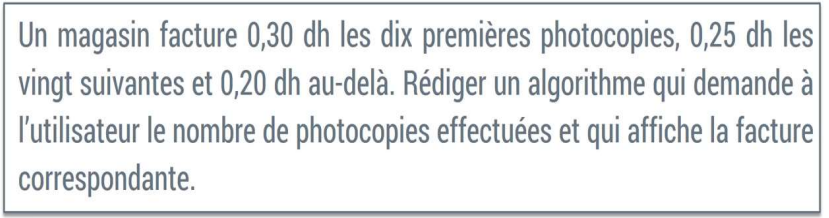 Un magasin facture 0,30 dh les dix premières photocopies, 0,25 dh les
vingt suivantes et 0,20 dh au-delà. Rédiger un algorithme qui demande à
l’utilisateur le nombre de photocopies effectuées et qui affiche la facture
correspondante.